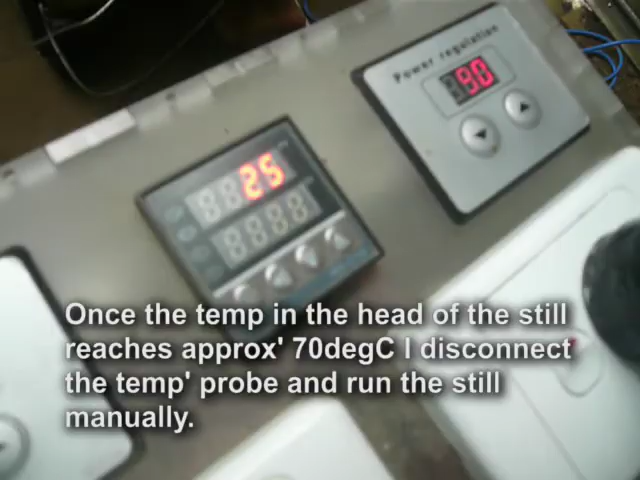 Power regulation
90
25
Once the temp in the head of the still
reaches approx' 70degC I disconnect
the temp' probe and run the still
manually.